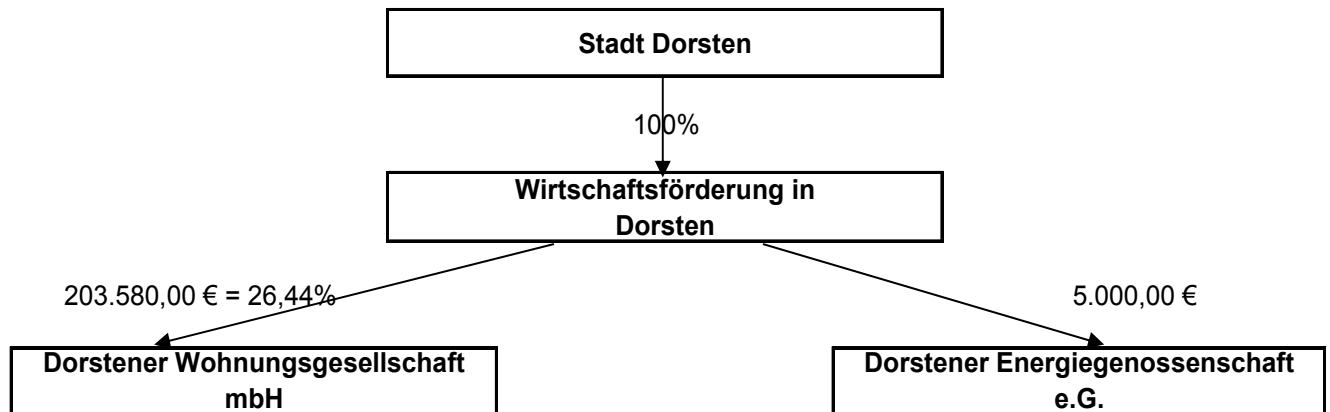 Stadt Dorsten
100%
Wirtschaftsförderung in
Dorsten
203.580,00 € = 26,44%
5.000,00 €
Dorstener Wohnungsgesellschaft
mbH
Dorstener Energiegenossenschaft
e.G.